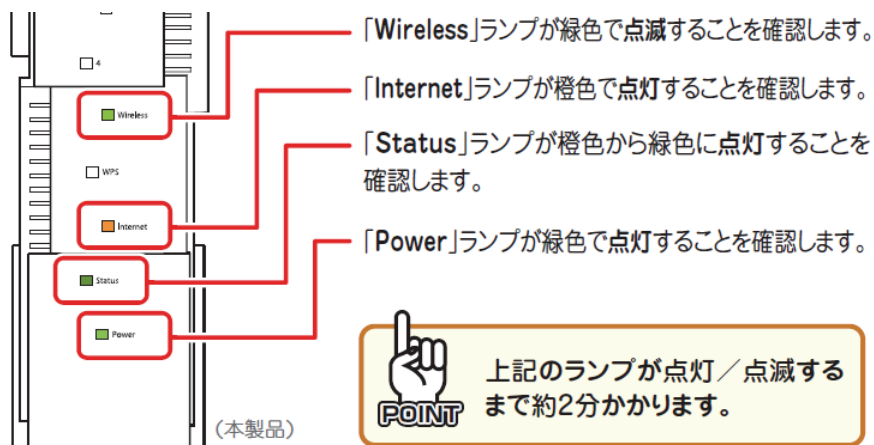 「Wireless」ランプが緑色で点滅することを確認します。
4
「Internet」ランプが橙色で点灯することを確認します。
Wireless
「Status」ランプが橙色から緑色に点灯することを
確認します。
WPS
Internet
「Power」ランプが緑色で点灯することを確認します。
Status
Power
上記のランプが点灯／点滅する
まで約2分かかります。
POINT
（本製品）